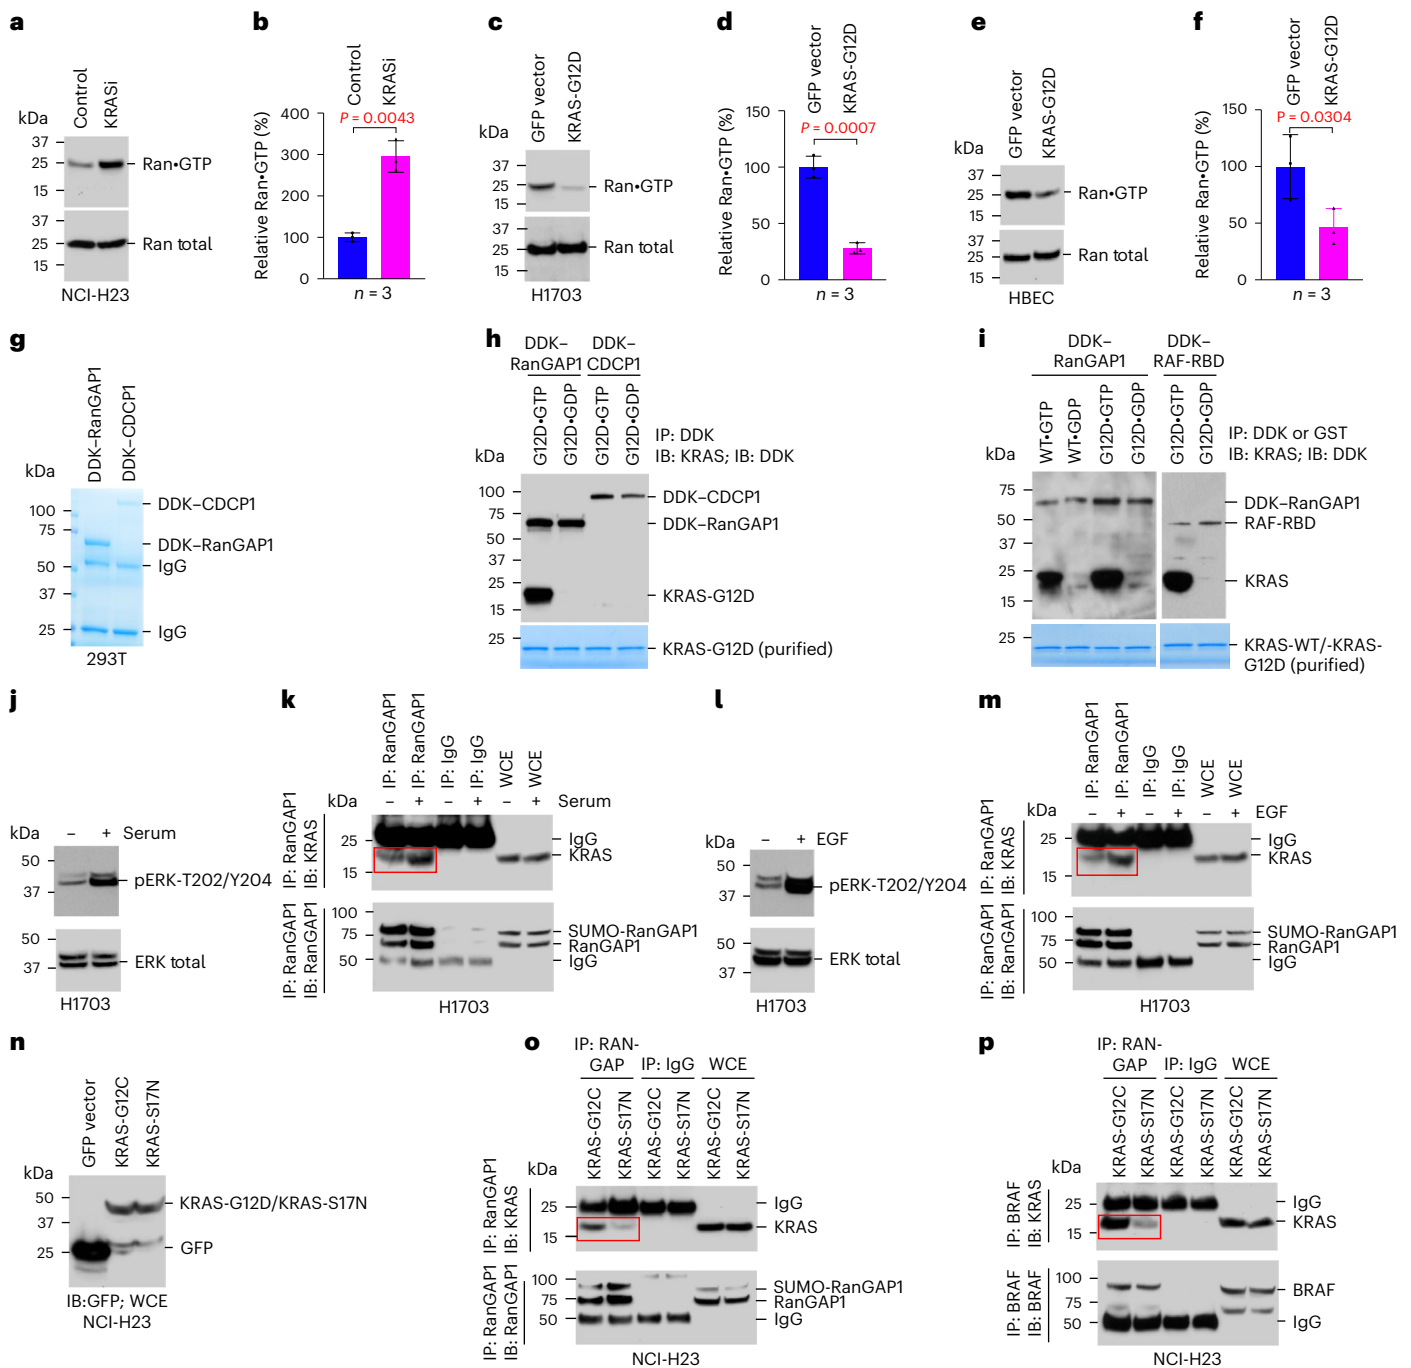 a
Control
KRASi
kDa
37
25
15
Ran•GTP
37
25
15
Ran total
NCI-H23
b
Control
KRASi
P = 0.0043
Relative Ran•GTP (%)
400
300
200
100
0
n = 3
c
GFP vector
KRAS-G12D
kDa
37
25
15
Ran•GTP
37
25
15
Ran total
H1703
d
GFP vector
KRAS-G12D
P = 0.0007
Relative Ran•GTP (%)
150
100
50
0
n = 3
e
GFP vector
KRAS-G12D
kDa
37
25
15
Ran•GTP
37
25
15
Ran total
HBEC
f
GFP vector
KRAS-G12D
P = 0.0304
Relative Ran•GTP (%)
150
100
50
0
n = 3
g
DDK–RanGAP1
DDK–CDCP1
kDa
100
75
50
37
25
DDK–CDCP1
DDK–RanGAP1
IgG
IgG
293T
h
DDK–
RanGAP1
DDK–
CDCP1
G12D•GTP
G12D•GDP
G12D•GTP
G12D•GDP
IP: DDK
IB: KRAS; IB: DDK
kDa
100
75
50
37
25
15
DDK–CDCP1
DDK–RanGAP1
KRAS-G12D
25
KRAS-G12D (purified)
i
DDK–
RanGAP1
DDK–
RAF-RBD
WT•GTP
WT•GDP
G12D•GTP
G12D•GDP
G12D•GTP
G12D•GDP
IP: DDK or GST
IB: KRAS; IB: DDK
kDa
75
50
37
25
15
DDK–RanGAP1
RAF-RBD
KRAS
25
KRAS-WT/-KRAS-
G12D (purified)
j
kDa
– + Serum
50
37
pERK-T202/Y204
50
37
ERK total
H1703
k
IP: RanGAP1
IP: RanGAP1
IP: IgG
IP: IgG
WCE
WCE
kDa – + – + – + Serum
IP: RanGAP1
IB: KRAS
25
15
IgG
KRAS
IP: RanGAP1
IB: RanGAP1
100
75
50
SUMO-RanGAP1
RanGAP1
IgG
H1703
l
– + EGF
kDa
50
37
pERK-T202/Y204
50
37
ERK total
H1703
m
IP: RanGAP1
IP: RanGAP1
IP: IgG
IP: IgG
WCE
WCE
kDa – + – + – + EGF
IP: RanGAP1
IB: KRAS
25
15
IgG
KRAS
IP: RanGAP1
IB: RanGAP1
100
75
50
SUMO-RanGAP1
RanGAP1
IgG
H1703
n
GFP vector
KRAS-G12C
KRAS-S17N
kDa
50
37
25
KRAS-G12D/KRAS-S17N
GFP
IB:GFP; WCE
NCI-H23
o
IP: RAN-
GAP IP: IgG WCE
KRAS-G12C
KRAS-S17N
KRAS-G12C
KRAS-S17N
KRAS-G12C
KRAS-S17N
kDa
IP: RanGAP1
IB: KRAS
25
15
IgG
KRAS
IP: RanGAP1
IB: RanGAP1
100
75
50
SUMO-RanGAP1
RanGAP1
IgG
NCI-H23
p
IP: RAN-
GAP IP: IgG WCE
KRAS-G12C
KRAS-S17N
KRAS-G12C
KRAS-S17N
KRAS-G12C
KRAS-S17N
kDa
IP: BRAF
IB: KRAS
25
15
IgG
KRAS
IP: BRAF
IB: BRAF
100
75
50
BRAF
IgG
NCI-H23